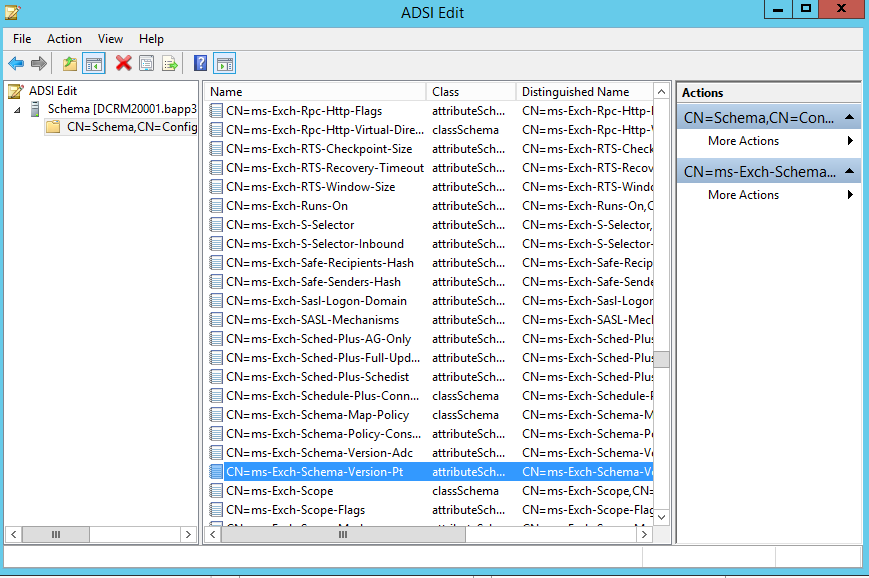 ADSI Edit
File Action View Help
ADSI Edit
Schema [DCRM20001.bapp3
CN=Schema,CN=Config
Name Class Distinguished Name
CN=ms-Exch-Rpc-Http-Flags attributeSch... CN=ms-Exch-Rpc-Http-
CN=ms-Exch-Rpc-Http-Virtual-Dire... classSchema CN=ms-Exch-Rpc-Http-
CN=ms-Exch-RTS-Checkpoint-Size attributeSch... CN=ms-Exch-RTS-Check
CN=ms-Exch-RTS-Recovery-Timeout attributeSch... CN=ms-Exch-RTS-Recov
CN=ms-Exch-RTS-Window-Size attributeSch... CN=ms-Exch-RTS-Windo
CN=ms-Exch-Runs-On attributeSch... CN=ms-Exch-Runs-On,C
CN=ms-Exch-S-Selector attributeSch... CN=ms-Exch-S-Selector,
CN=ms-Exch-S-Selector-Inbound attributeSch... CN=ms-Exch-S-Selector-
CN=ms-Exch-Safe-Recipients-Hash attributeSch... CN=ms-Exch-Safe-Recip
CN=ms-Exch-Safe-Senders-Hash attributeSch... CN=ms-Exch-Safe-Sende
CN=ms-Exch-Sasl-Logon-Domain attributeSch... CN=ms-Exch-Sasl-Logor
CN=ms-Exch-SASL-Mechanisms attributeSch... CN=ms-Exch-SASL-Mecl
CN=ms-Exch-Sched-Plus-AG-Only attributeSch... CN=ms-Exch-Sched-Plus
CN=ms-Exch-Sched-Plus-Full-Upd... attributeSch... CN=ms-Exch-Sched-Plus
CN=ms-Exch-Sched-Plus-Schedist attributeSch... CN=ms-Exch-Sched-Plus
CN=ms-Exch-Schedule-Plus-Conn... classSchema CN=ms-Exch-Schedule-F
CN=ms-Exch-Schema-Map-Policy classSchema CN=ms-Exch-Schema-M
CN=ms-Exch-Schema-Policy-Cons... attributeSch... CN=ms-Exch-Schema-Po
CN=ms-Exch-Schema-Version-Adc attributeSch... CN=ms-Exch-Schema-Ve
CN=ms-Exch-Schema-Version-Pt attributeSch... CN=ms-Exch-Schema-Ve
CN=ms-Exch-Scope classSchema CN=ms-Exch-Scope,CN=
CN=ms-Exch-Scope-Flags attributeSch... CN=ms-Exch-Scope-Flag
Actions
CN=Schema,CN=Con...
More Actions
CN=ms-Exch-Schema...
More Actions